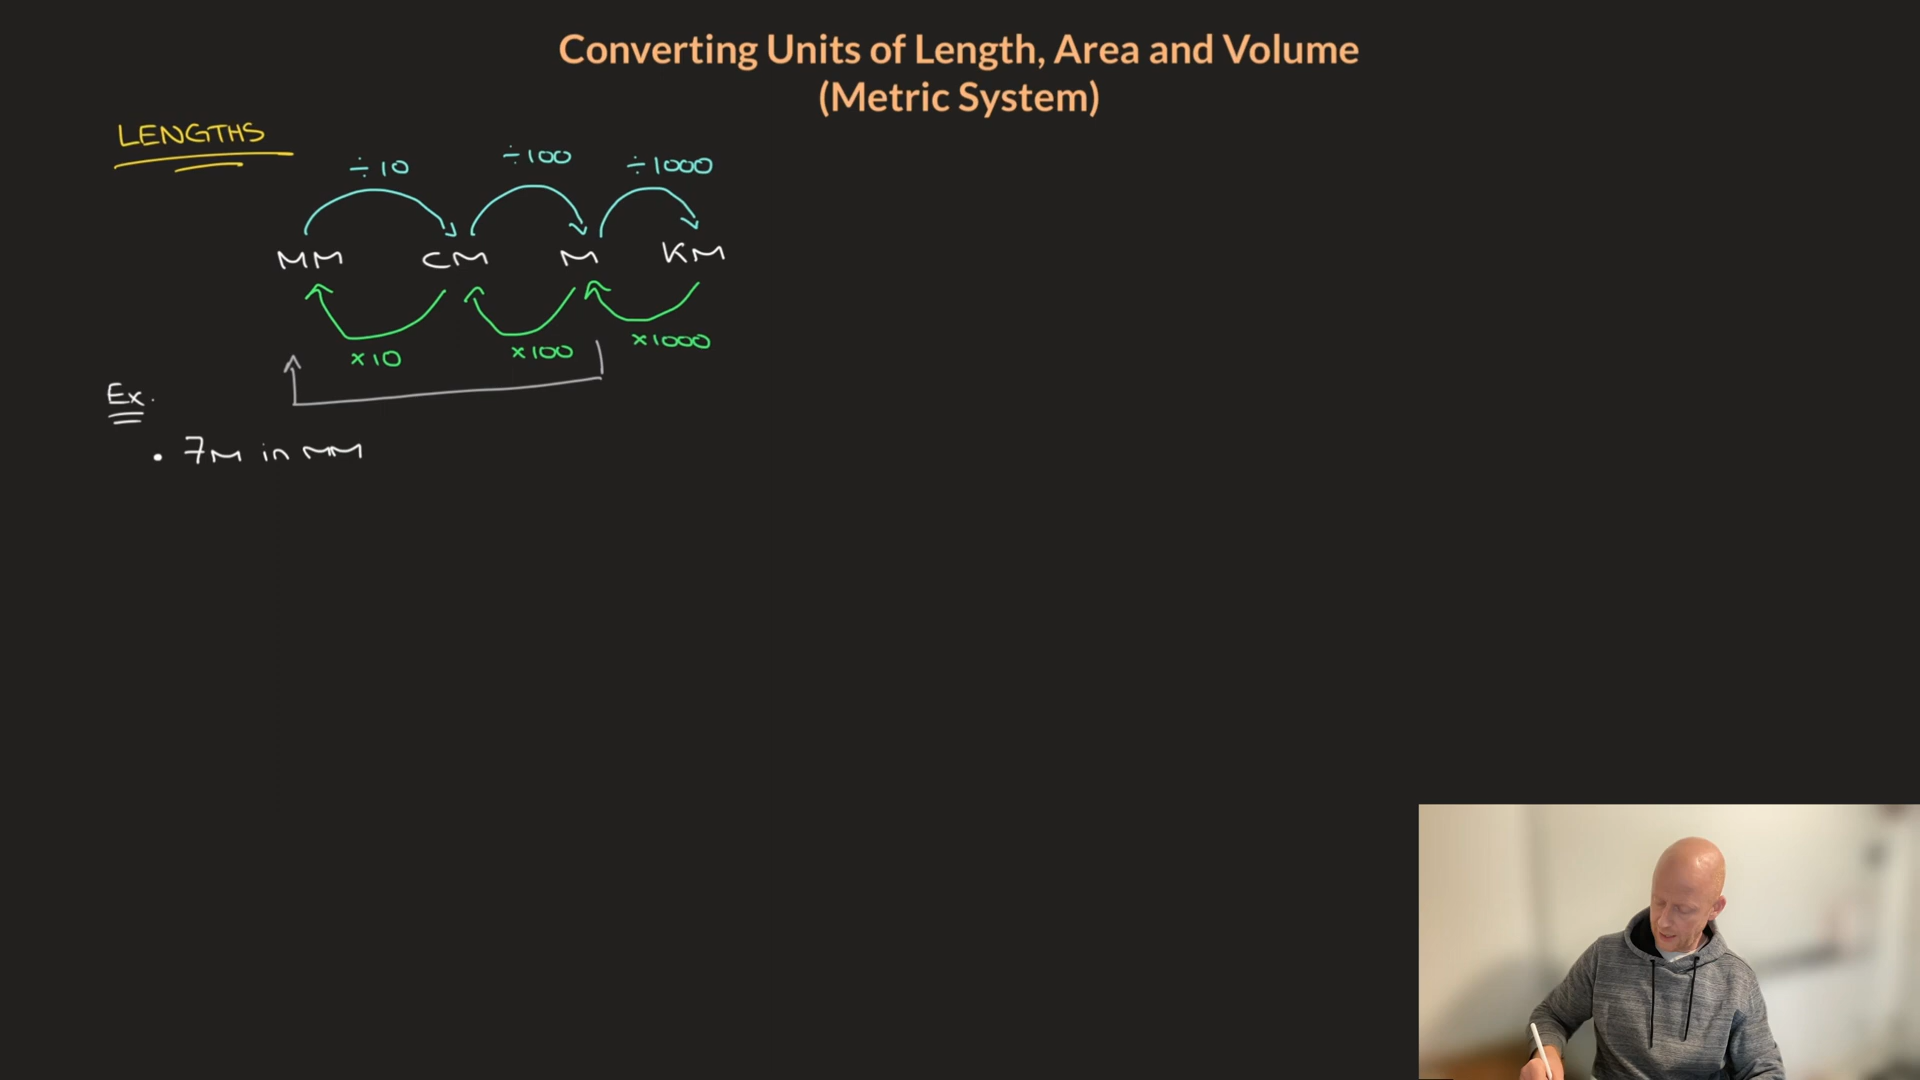 Converting Units of Length, Area and Volume
(Metric System)
LENGTHS
÷10 ÷100 ÷1000
MM CM M KM
×10 ×100 ×1000
Ex.
• 7M in MM